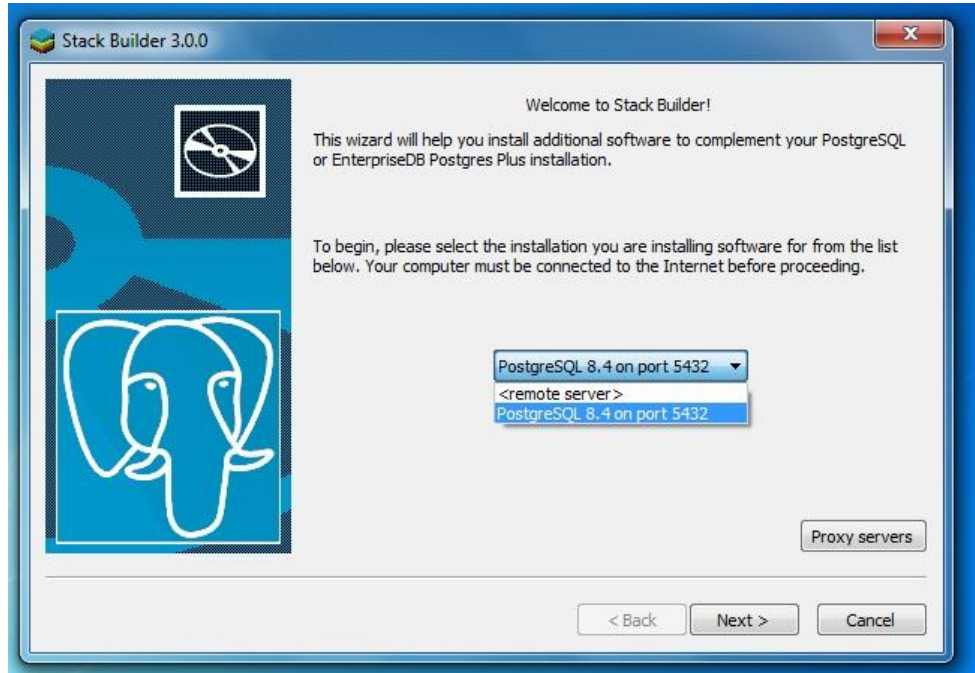 Stack Builder 3.0.0
Welcome to Stack Builder!
This wizard will help you install additional software to complement your PostgreSQL
or EnterpriseDB Postgres Plus installation.
To begin, please select the installation you are installing software for from the list
below. Your computer must be connected to the Internet before proceeding.
PostgreSQL 8.4 on port 5432
<remote server>
PostgreSQL 8.4 on port 5432
Proxy servers
< Back
Next >
Cancel